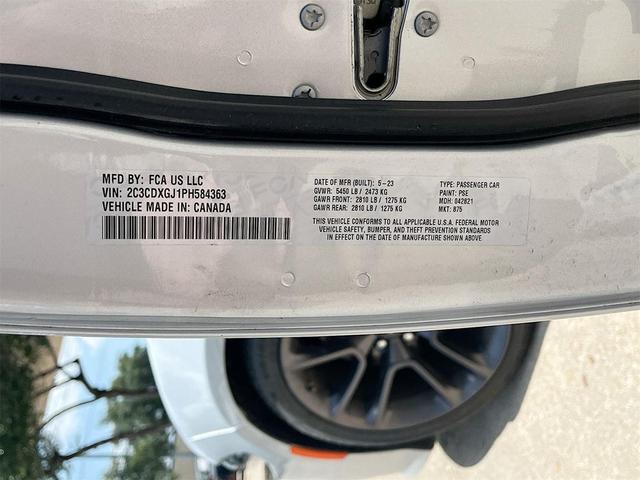 MFD BY: FCA US LLC
VIN: 2C3CDXGJ1PH584363
VEHICLE MADE IN: CANADA
DATE OF MFR (BUILT): 5-23
GVWR: 5450 LB / 2473 KG
GAWR FRONT: 2810 LB / 1275 KG
GAWR REAR: 2810 LB / 1275 KG
TYPE: PASSENGER CAR
PAINT: PSE
MDH: 042821
MKT: 875
THIS VEHICLE CONFORMS TO ALL APPLICABLE U.S.A. FEDERAL MOTOR
VEHICLE SAFETY, BUMPER, AND THEFT PREVENTION STANDARDS
IN EFFECT ON THE DATE OF MANUFACTURE SHOWN ABOVE.